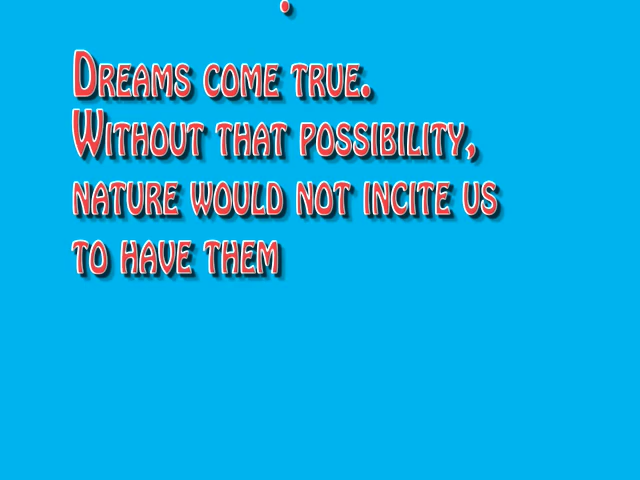 Dreams come true.
Without that possibility,
nature would not incite us
to have them